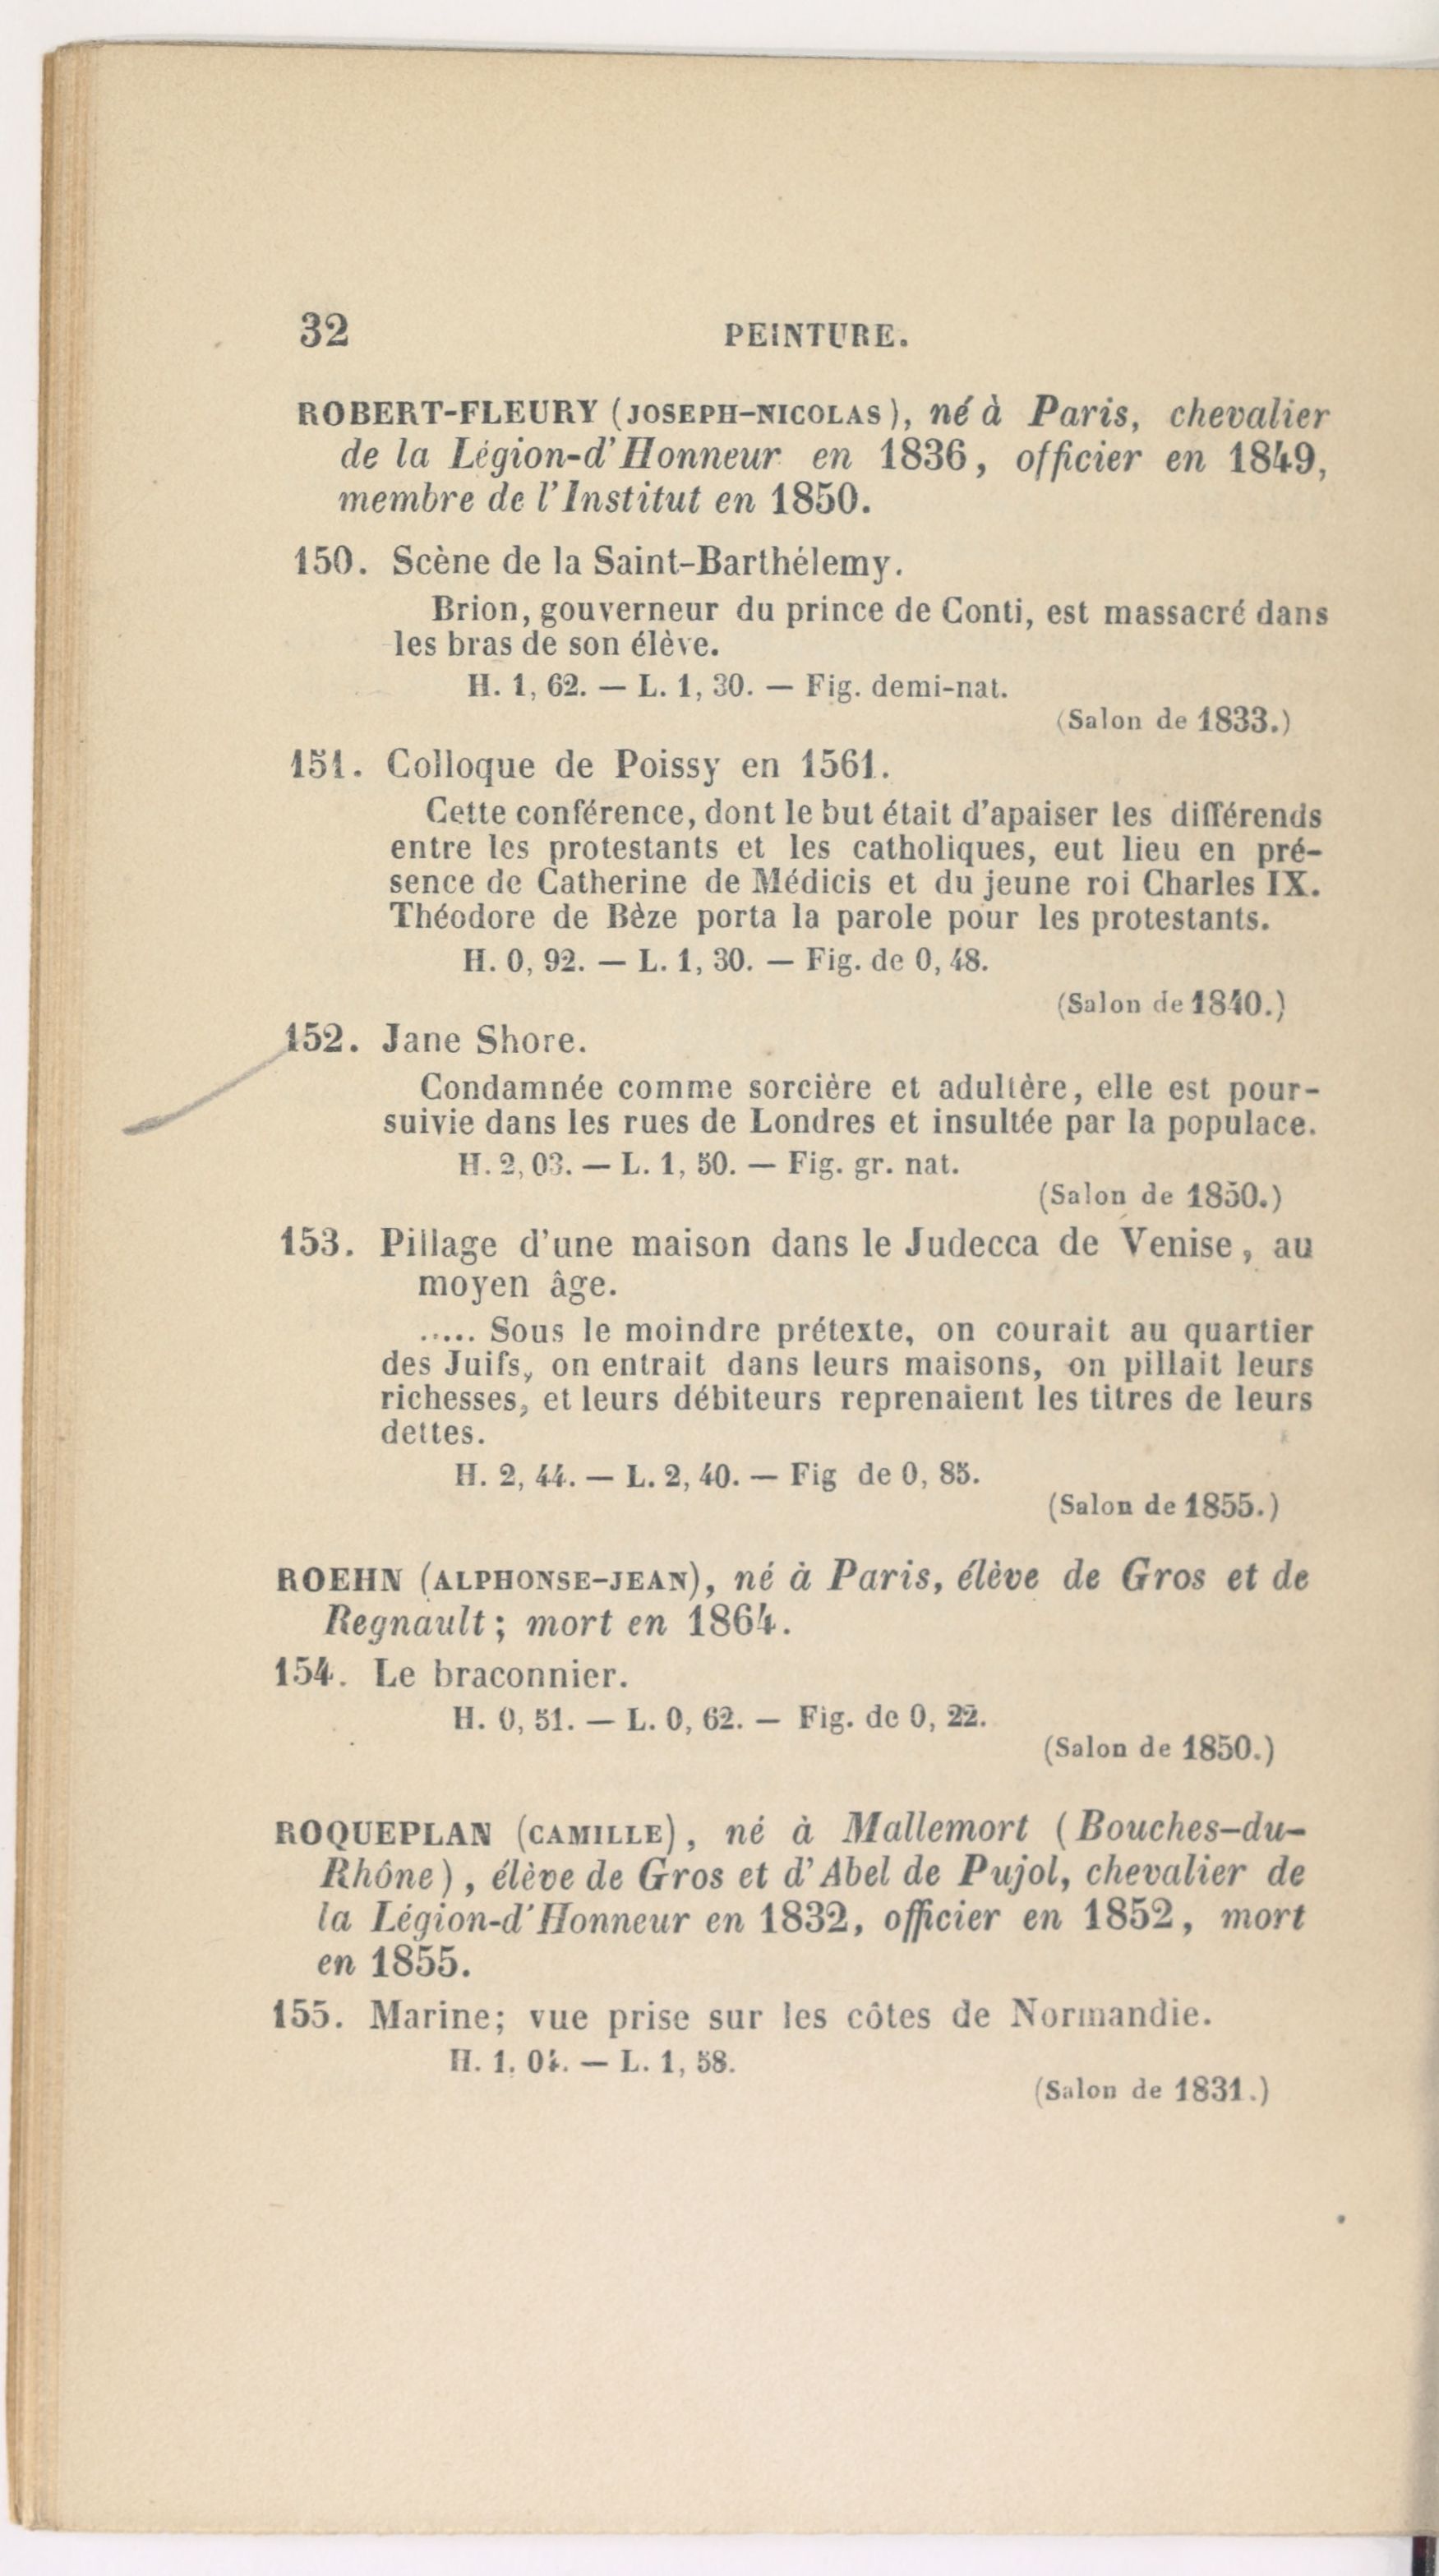 32 PEINTURE.
ROBERT-FLEURY (JOSEPH-NICOLAS), né à Paris, chevalier
de la Légion-d'Honneur en 1836, officier en 1849,
membre de l'Institut en 1850.
150. Scène de la Saint-Barthélemy.
Brion, gouverneur du prince de Conti, est massacré dans
les bras de son élève.
H. 1, 62. — L. 1, 30. — Fig. demi-nat.
(Salon de 1833.)
151. Colloque de Poissy en 1561.
Cette conférence, dont le but était d'apaiser les différends
entre les protestants et les catholiques, eut lieu en pré-
sence de Catherine de Médicis et du jeune roi Charles IX.
Théodore de Bèze porta la parole pour les protestants.
H. 0, 92. — L. 1, 30. — Fig. de 0, 48.
(Salon de 1840.)
152. Jane Shore.
Condamnée comme sorcière et adultère, elle est pour-
suivie dans les rues de Londres et insultée par la populace.
H. 2, 03. — L. 1, 50. — Fig. gr. nat.
(Salon de 1850.)
153. Pillage d'une maison dans le Judecca de Venise, au
moyen âge.
..... Sous le moindre prétexte, on courait au quartier
des Juifs, on entrait dans leurs maisons, on pillait leurs
richesses, et leurs débiteurs reprenaient les titres de leurs
dettes.
H. 2, 44. — L. 2, 40. — Fig de 0, 85.
(Salon de 1855.)
ROEHN (ALPHONSE-JEAN), né à Paris, élève de Gros et de
Regnault; mort en 1864.
154. Le braconnier.
H. 0, 51. — L. 0, 62. — Fig. de 0, 22.
(Salon de 1850.)
ROQUEPLAN (CAMILLE), né à Mallemort (Bouches-du-
Rhône), élève de Gros et d'Abel de Pujol, chevalier de
la Légion-d'Honneur en 1832, officier en 1852, mort
en 1855.
155. Marine; vue prise sur les côtes de Normandie.
H. 1, 04. — L. 1, 58.
(Salon de 1831.)